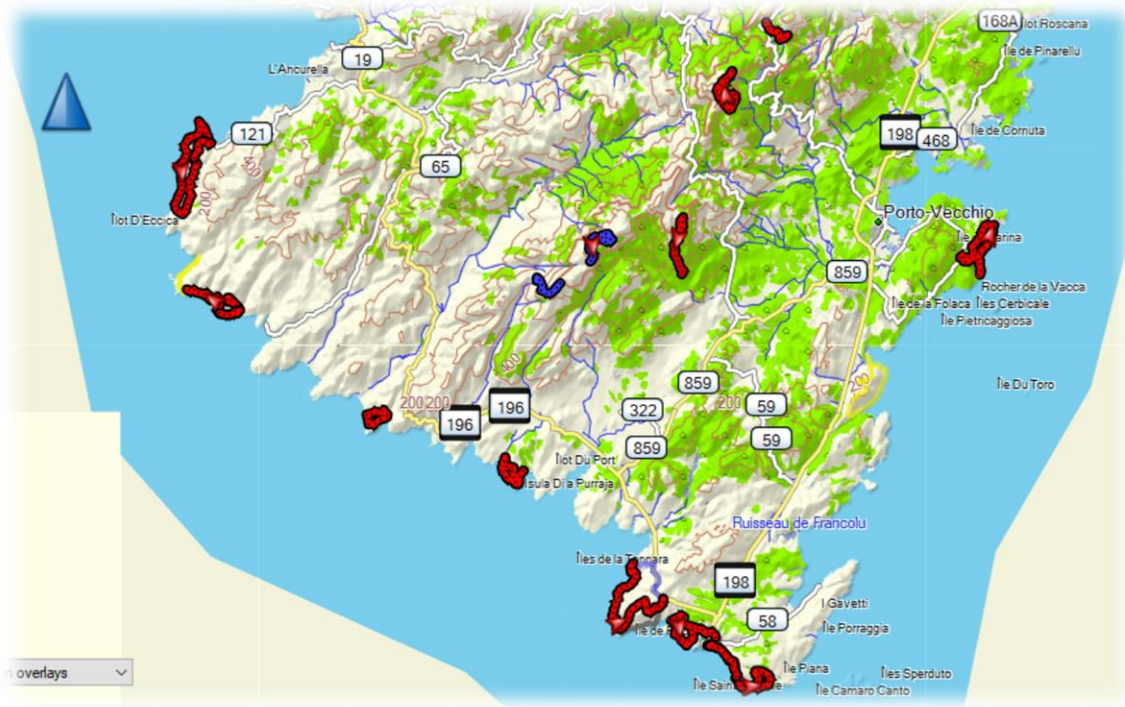 168A
Îlot Roscana
Île de Pinarellu
19
L'Ancurella
121
198
468
Île de Cornuta
65
400
200
Îlot D'Eccica
Porto-Vecchio
859
Rocher de la Vacca
Île de la Folaca
Îles Cerbicale
Île Pietricaggiosa
400
Île Du Toro
859
200 200
196
196
322
200
59
59
859
Îlot Du Port
Isula Di a Purraja
Ruisseau de Francolu
Îles de la Tonnara
198
58
I Gavetti
Île Porraggia
Île de
Île Piana
Îles Sperduto
Île Camaro Canto
overlays